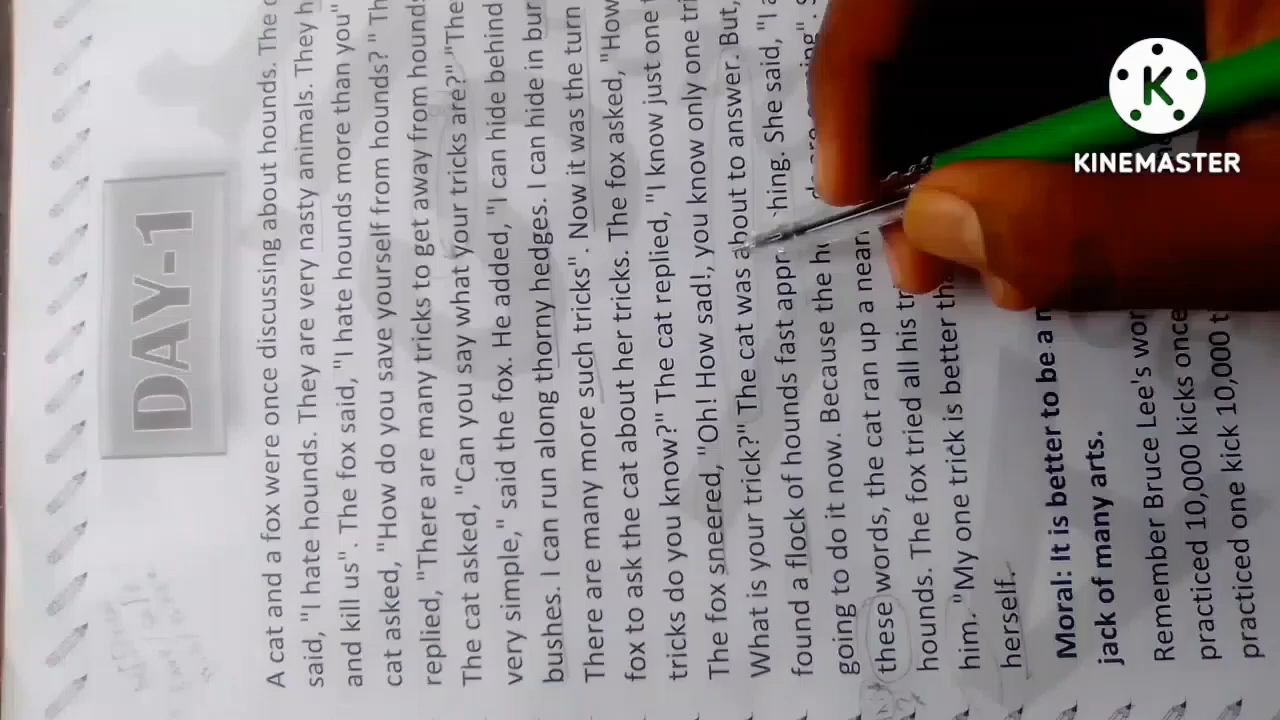 DAY-1
A cat and a fox were once discussing about hounds. The
said, "I hate hounds. They are very nasty animals. They
and kill us". The fox said, "I hate hounds more than you"
cat asked, "How do you save yourself from hounds? "
replied, "There are many tricks to get away from hounds
The cat asked, "Can you say what your tricks are?" "The
very simple," said the fox. He added, "I can hide behind
bushes. I can run along thorny hedges. I can hide in bur
There are many more such tricks". Now it was the turn
fox to ask the cat about her tricks. The fox asked, "How
tricks do you know?" The cat replied, "I know just one
The fox sneered, "Oh! How sad!, you know only one tri
What is your trick?" The cat was about to answer. But,
found a flock of hounds fast appr hing. She said, "I
going to do it now. Because the
these words, the cat ran up a near
hounds. The fox tried all his tr
him. "My one trick is better th
herself.
Moral: It is better to be a
jack of many arts.
Remember Bruce Lee's wor
practiced 10,000 kicks once
practiced one kick 10,000 t
KINEMASTER